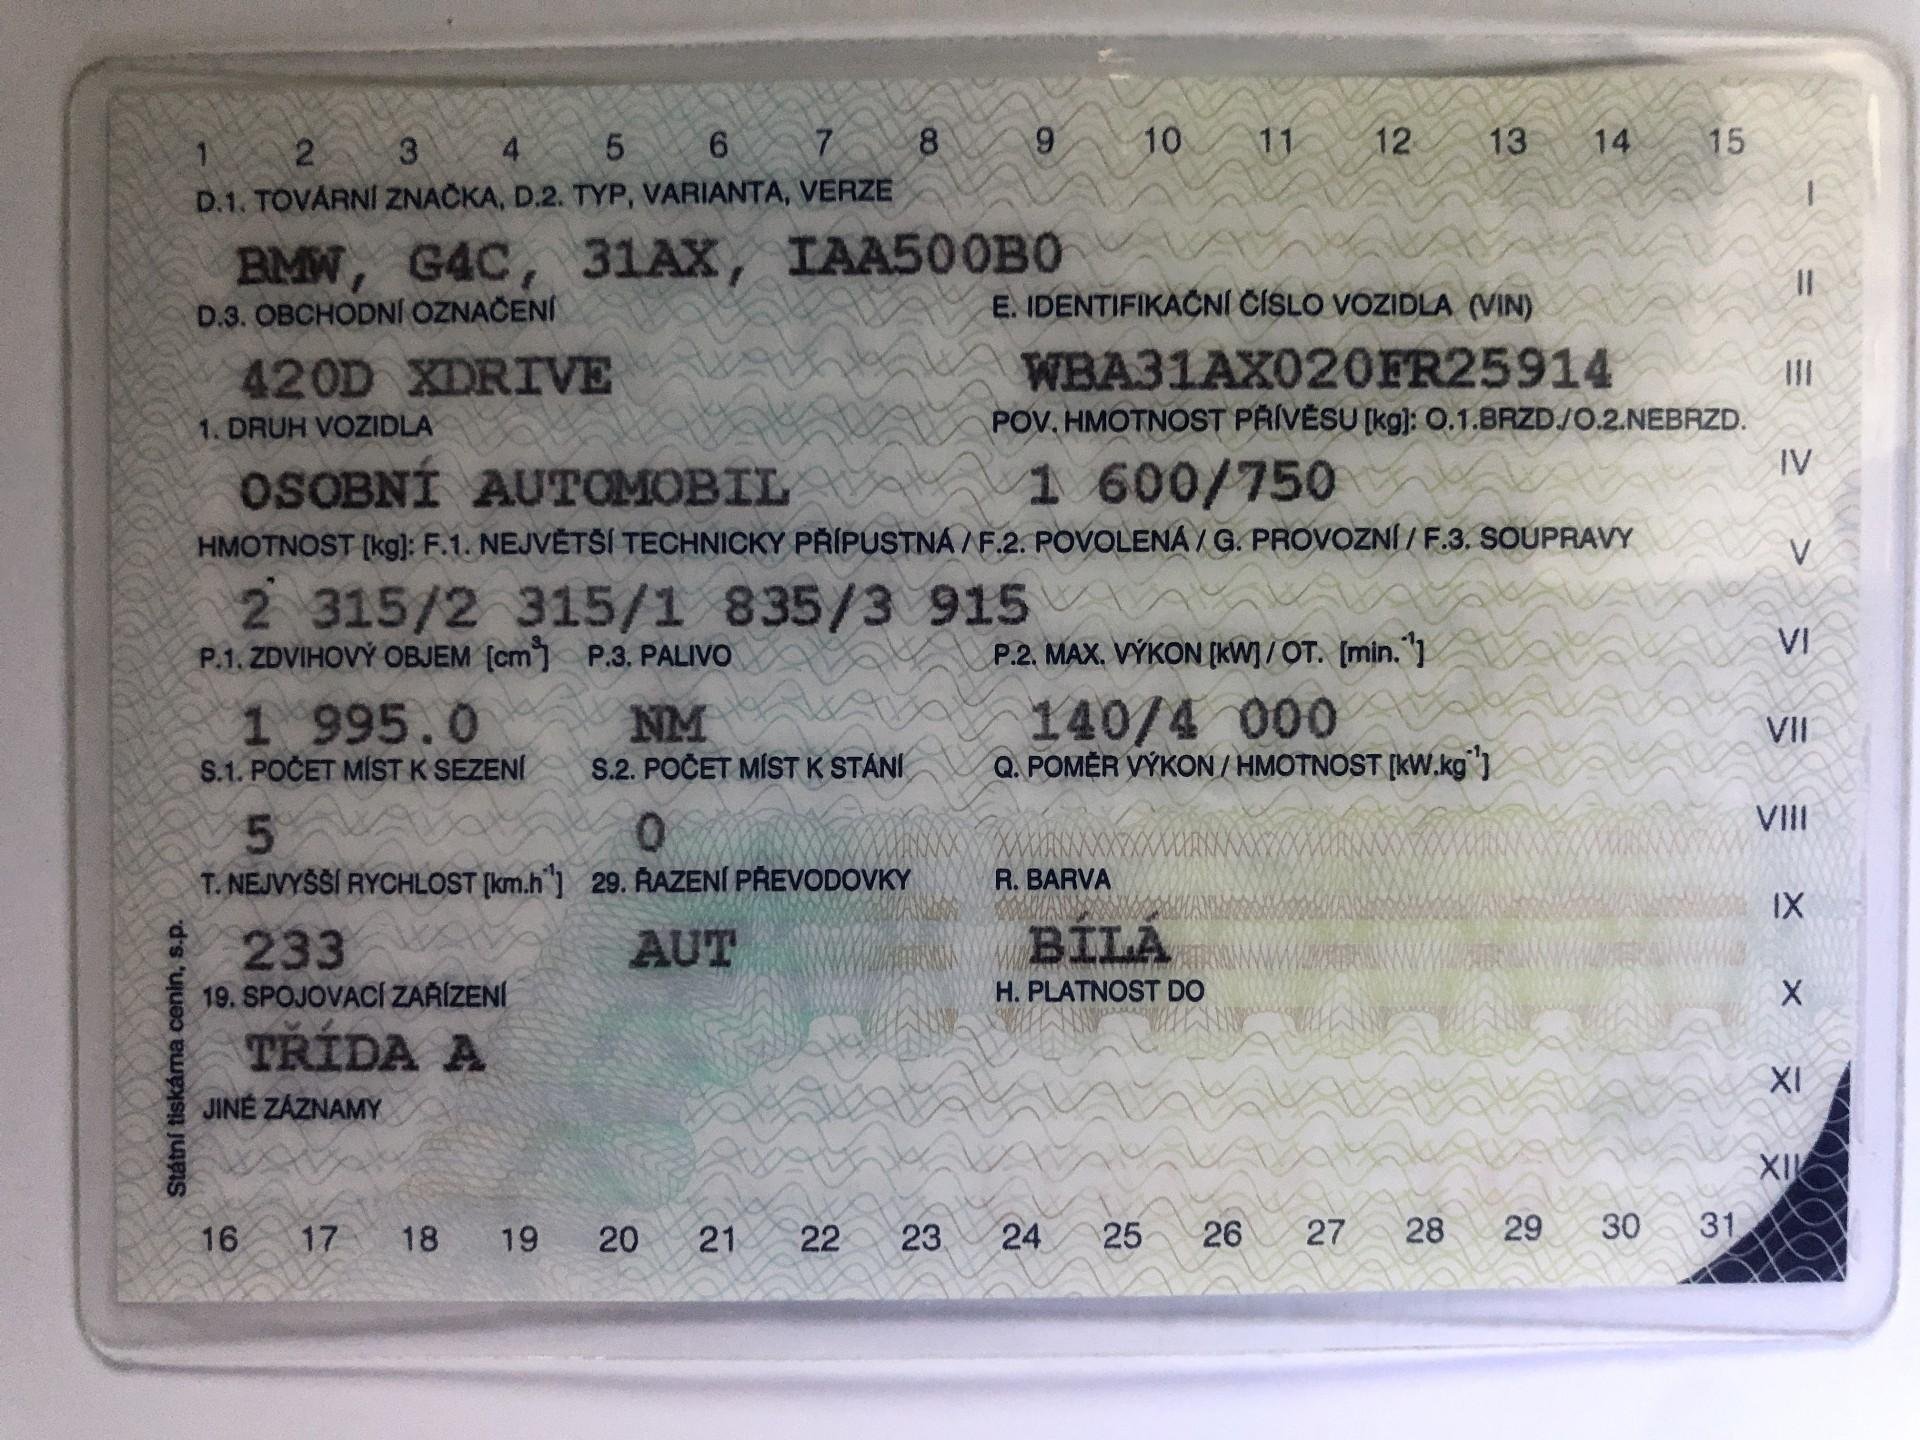 1 2 3 4 5 6 7 8 9 10 11 12 13 14 15
D.1. TOVÁRNÍ ZNAČKA, D.2. TYP, VARIANTA, VERZE
I
BMW, G4C, 31AX, IAA500B0
II
D.3. OBCHODNÍ OZNAČENÍ E. IDENTIFIKAČNÍ ČÍSLO VOZIDLA (VIN)
420D XDRIVE WBA31AX020FR25914
III
1. DRUH VOZIDLA POV. HMOTNOST PŘÍVĚSU [kg]: O.1.BRZD./O.2.NEBRZD.
OSOBNÍ AUTOMOBIL 1 600/750
IV
HMOTNOST [kg]: F.1. NEJVĚTŠÍ TECHNICKY PŘÍPUSTNÁ / F.2. POVOLENÁ / G. PROVOZNÍ / F.3. SOUPRAVY
V
2 315/2 315/1 835/3 915
P.1. ZDVIHOVÝ OBJEM [cm³] P.3. PALIVO P.2. MAX. VÝKON [kW] / OT. [min.⁻¹]
VI
1 995.0 NM 140/4 000
VII
S.1. POČET MÍST K SEZENÍ S.2. POČET MÍST K STÁNÍ Q. POMĚR VÝKON / HMOTNOST [kW.kg⁻¹]
5 0
VIII
T. NEJVYŠŠÍ RYCHLOST [km.h⁻¹] 29. ŘAZENÍ PŘEVODOVKY R. BARVA
IX
233 AUT BÍLÁ
19. SPOJOVACÍ ZAŘÍZENÍ H. PLATNOST DO
X
TŘÍDA A
XI
JINÉ ZÁZNAMY
XII
Státní tiskárna cenin, s.p.
16 17 18 19 20 21 22 23 24 25 26 27 28 29 30 31